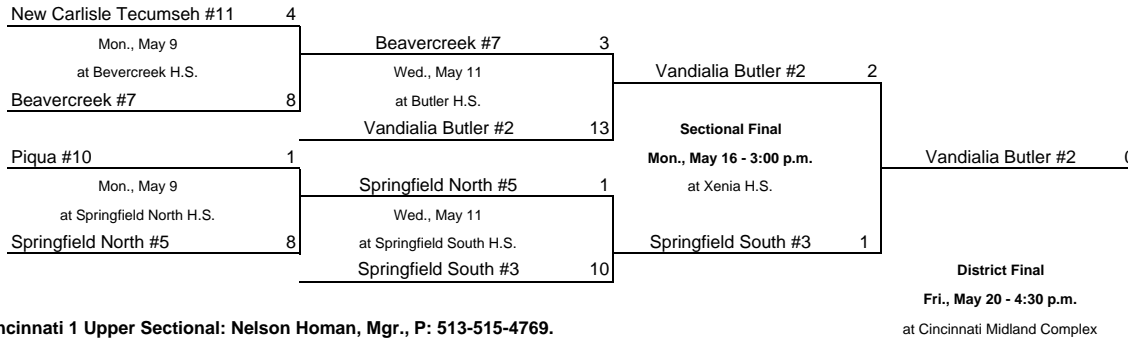 New Carlisle Tecumseh #11 4
Mon., May 9
at Bevercreek H.S.
Beavercreek #7 8
Beavercreek #7 3
Wed., May 11
at Butler H.S.
Vandialia Butler #2 13
Piqua #10 1
Mon., May 9
at Springfield North H.S.
Springfield North #5 8
Springfield North #5 1
Wed., May 11
at Springfield South H.S.
Springfield South #3 10
Vandialia Butler #2 2
Sectional Final
Mon., May 16 - 3:00 p.m.
at Xenia H.S.
Springfield South #3 1
Vandialia Butler #2
District Final
Fri., May 20 - 4:30 p.m.
at Cincinnati Midland Complex
ncinnati 1 Upper Sectional: Nelson Homan, Mgr., P: 513-515-4769.